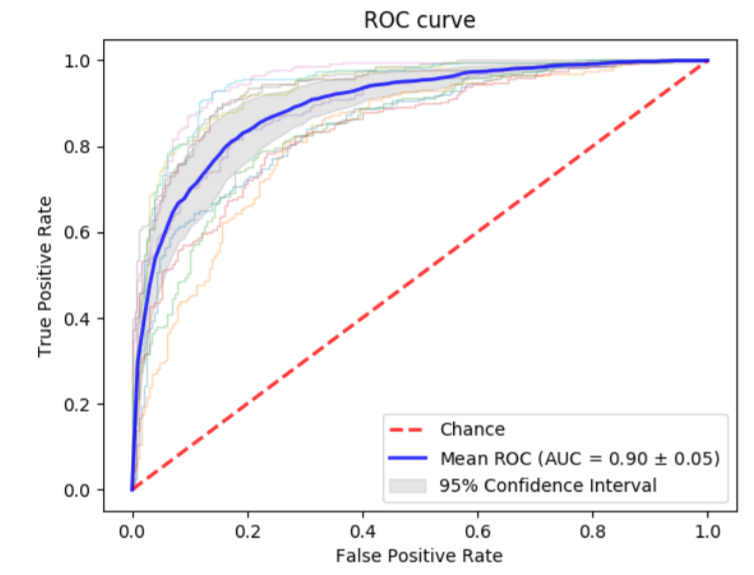 ROC curve
1.0
0.8
0.6
0.4
0.2
0.0
True Positive Rate
Chance
Mean ROC (AUC = 0.90 ± 0.05)
95% Confidence Interval
0.0 0.2 0.4 0.6 0.8 1.0
False Positive Rate